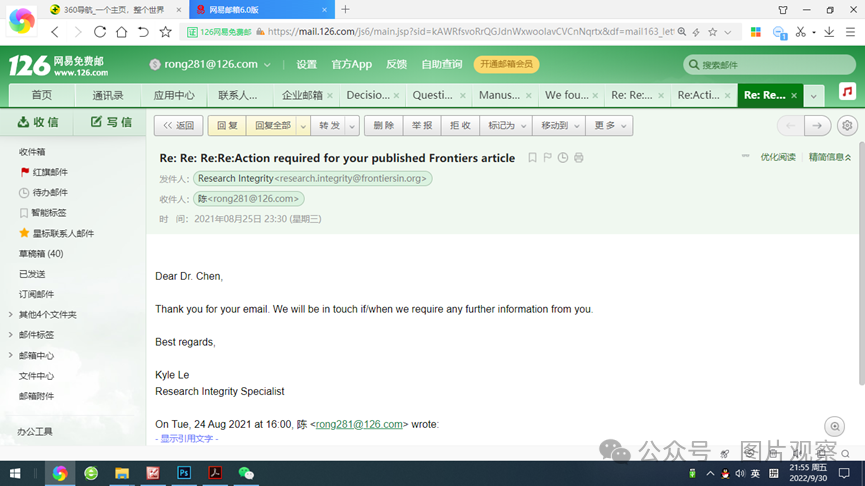 360导航_一个主页，整个世界
网易邮箱6.0版
126网易免费邮
https://mail.126.com/js6/main.jsp?sid=kAWRfsvoRrQGJdnWxwoolavCVCnNqrtx&df=mail163_let
126 网易免费邮
www.126.com
rong281@126.com
设置 官方App 反馈 自助查询 开通邮箱会员
搜索邮件
首页 通讯录 应用中心 联系人... 企业邮箱 Decisio... Questi... Manus... We fou... Re: Re:... Re:Acti... Re: Re...
收信 写信
<< 返回 回复 回复全部 转发 删除 举报 拒收 标记为 移动到 更多
收件箱
红旗邮件
待办邮件
智能标签
星标联系人邮件
草稿箱 (40)
已发送
订阅邮件
其他4个文件夹
邮件标签
邮箱中心
文件中心
邮箱附件
办公工具
Re: Re: Re:Re:Action required for your published Frontiers article
优化阅读 精简信息
发件人： Research Integrity<research.integrity@frontiersin.org>
收件人： 陈<rong281@126.com>
时 间： 2021年08月25日 23:30 (星期三)
Dear Dr. Chen,
Thank you for your email. We will be in touch if/when we require any further information from you.
Best regards,
Kyle Le
Research Integrity Specialist
On Tue, 24 Aug 2021 at 16:00, 陈 <rong281@126.com> wrote:
- 显示引用文字 -
公众号 · 图片观察
英
21:55 周五
2022/9/30